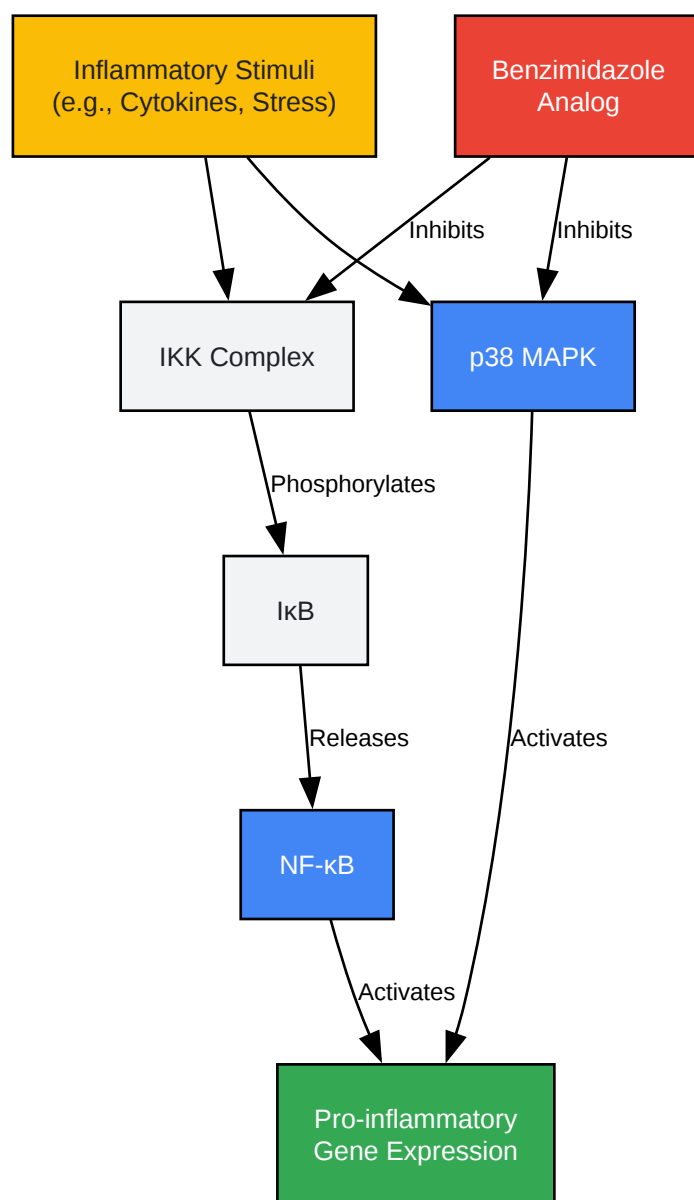 Inflammatory Stimuli
(e.g., Cytokines, Stress)
Benzimidazole
Analog
Inhibits
Inhibits
IKK Complex
p38 MAPK
Phosphorylates
IκB
Releases
Activates
NF-κB
Activates
Pro-inflammatory
Gene Expression